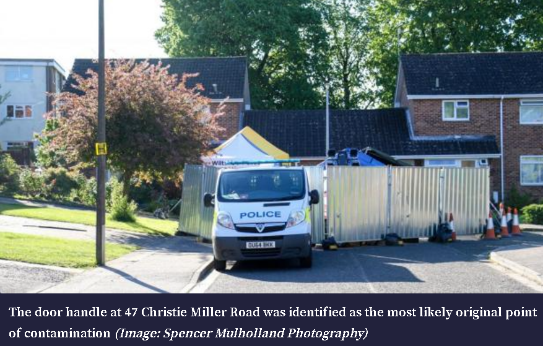 POLICE
The door handle at 47 Christie Miller Road was identified as the most likely original point
of contamination (Image: Spencer Mulholland Photography)